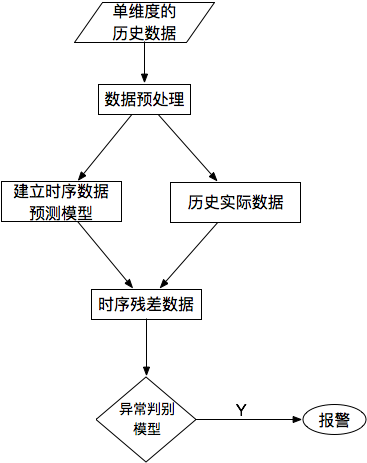 单维度的
历史数据
数据预处理
建立时序数据
预测模型
历史实际数据
时序残差数据
异常判别
模型
Y
报警